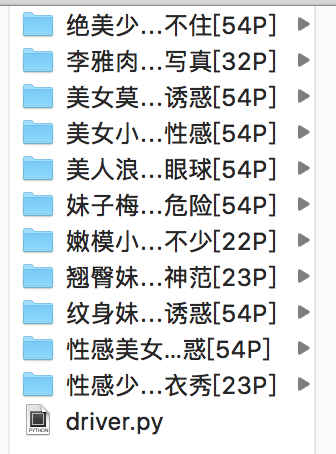 绝美少...不住[54P]
李雅肉...写真[32P]
美女莫...诱惑[54P]
美女小...性感[54P]
美人浪...眼球[54P]
妹子梅...危险[54P]
嫩模小...不少[22P]
翘臀妹...神范[23P]
纹身妹...诱惑[54P]
性感美女...惑[54P]
性感少...衣秀[23P]
PYTHON
driver.py